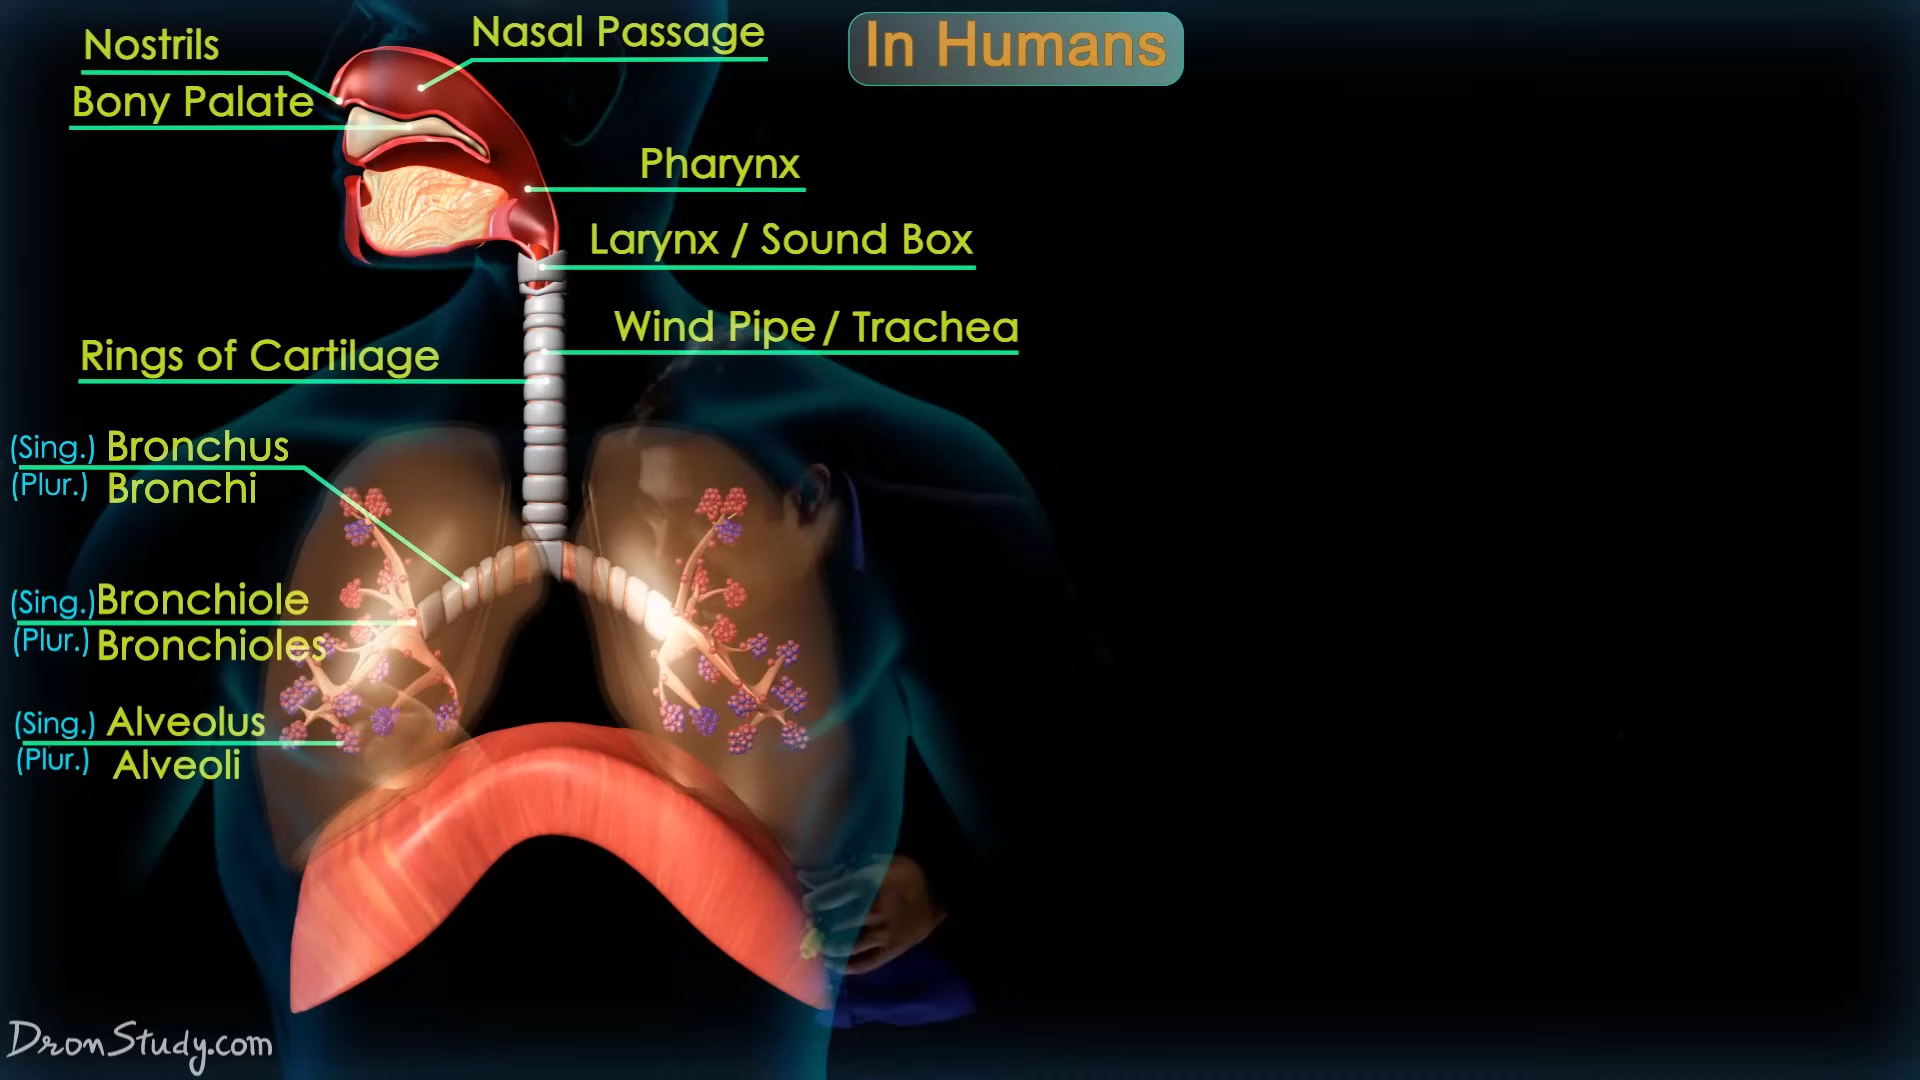 In Humans
Nostrils
Nasal Passage
Bony Palate
Pharynx
Larynx / Sound Box
Wind Pipe / Trachea
Rings of Cartilage
(Sing.) Bronchus
(Plur.) Bronchi
(Sing.) Bronchiole
(Plur.) Bronchioles
(Sing.) Alveolus
(Plur.) Alveoli
DronStudy.com